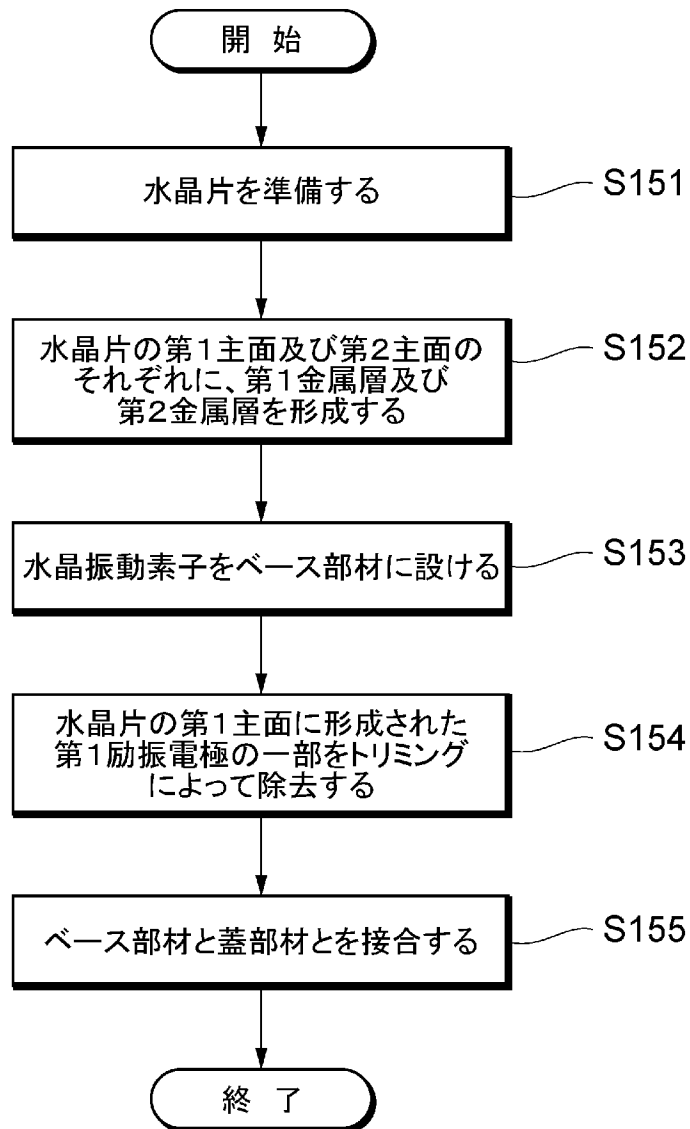 開 始
水晶片を準備する
S151
水晶片の第１主面及び第２主面の
それぞれに、第１金属層及び
第２金属層を形成する
S152
水晶振動素子をベース部材に設ける
S153
水晶片の第１主面に形成された
第１励振電極の一部をトリミング
によって除去する
S154
ベース部材と蓋部材とを接合する
S155
終 了